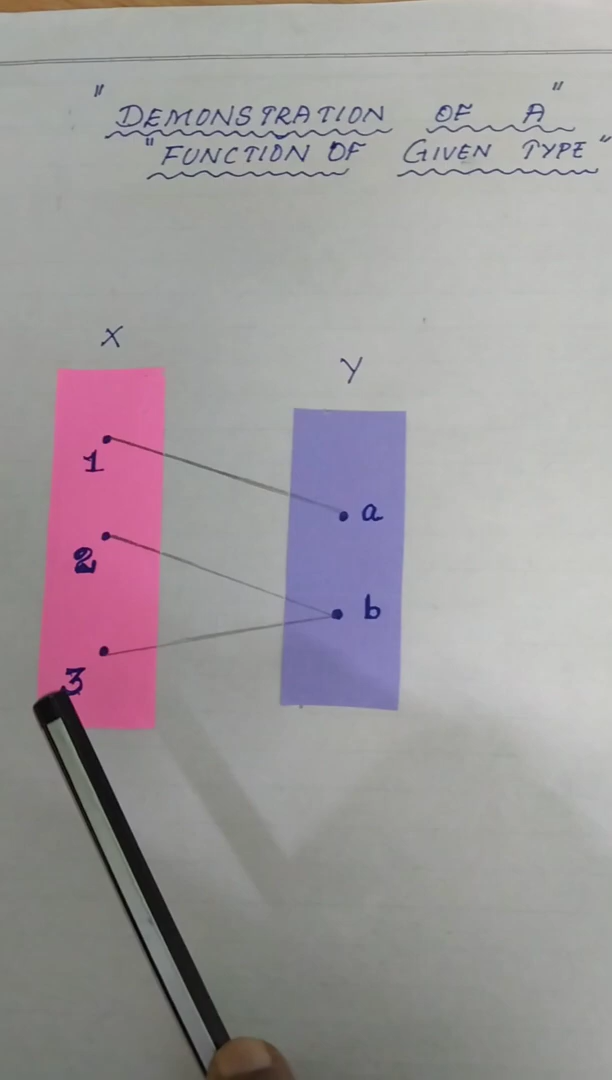 " DEMONSTRATION OF A "
" FUNCTION OF GIVEN TYPE "
X
Y
1
a
2
b
3